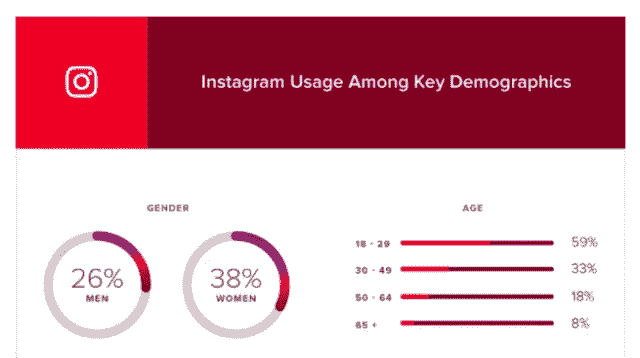 Instagram Usage Among Key Demographics
GENDER
26%
MEN
38%
WOMEN
AGE
18 - 29 59%
30 - 49 33%
50 - 64 18%
65 + 8%